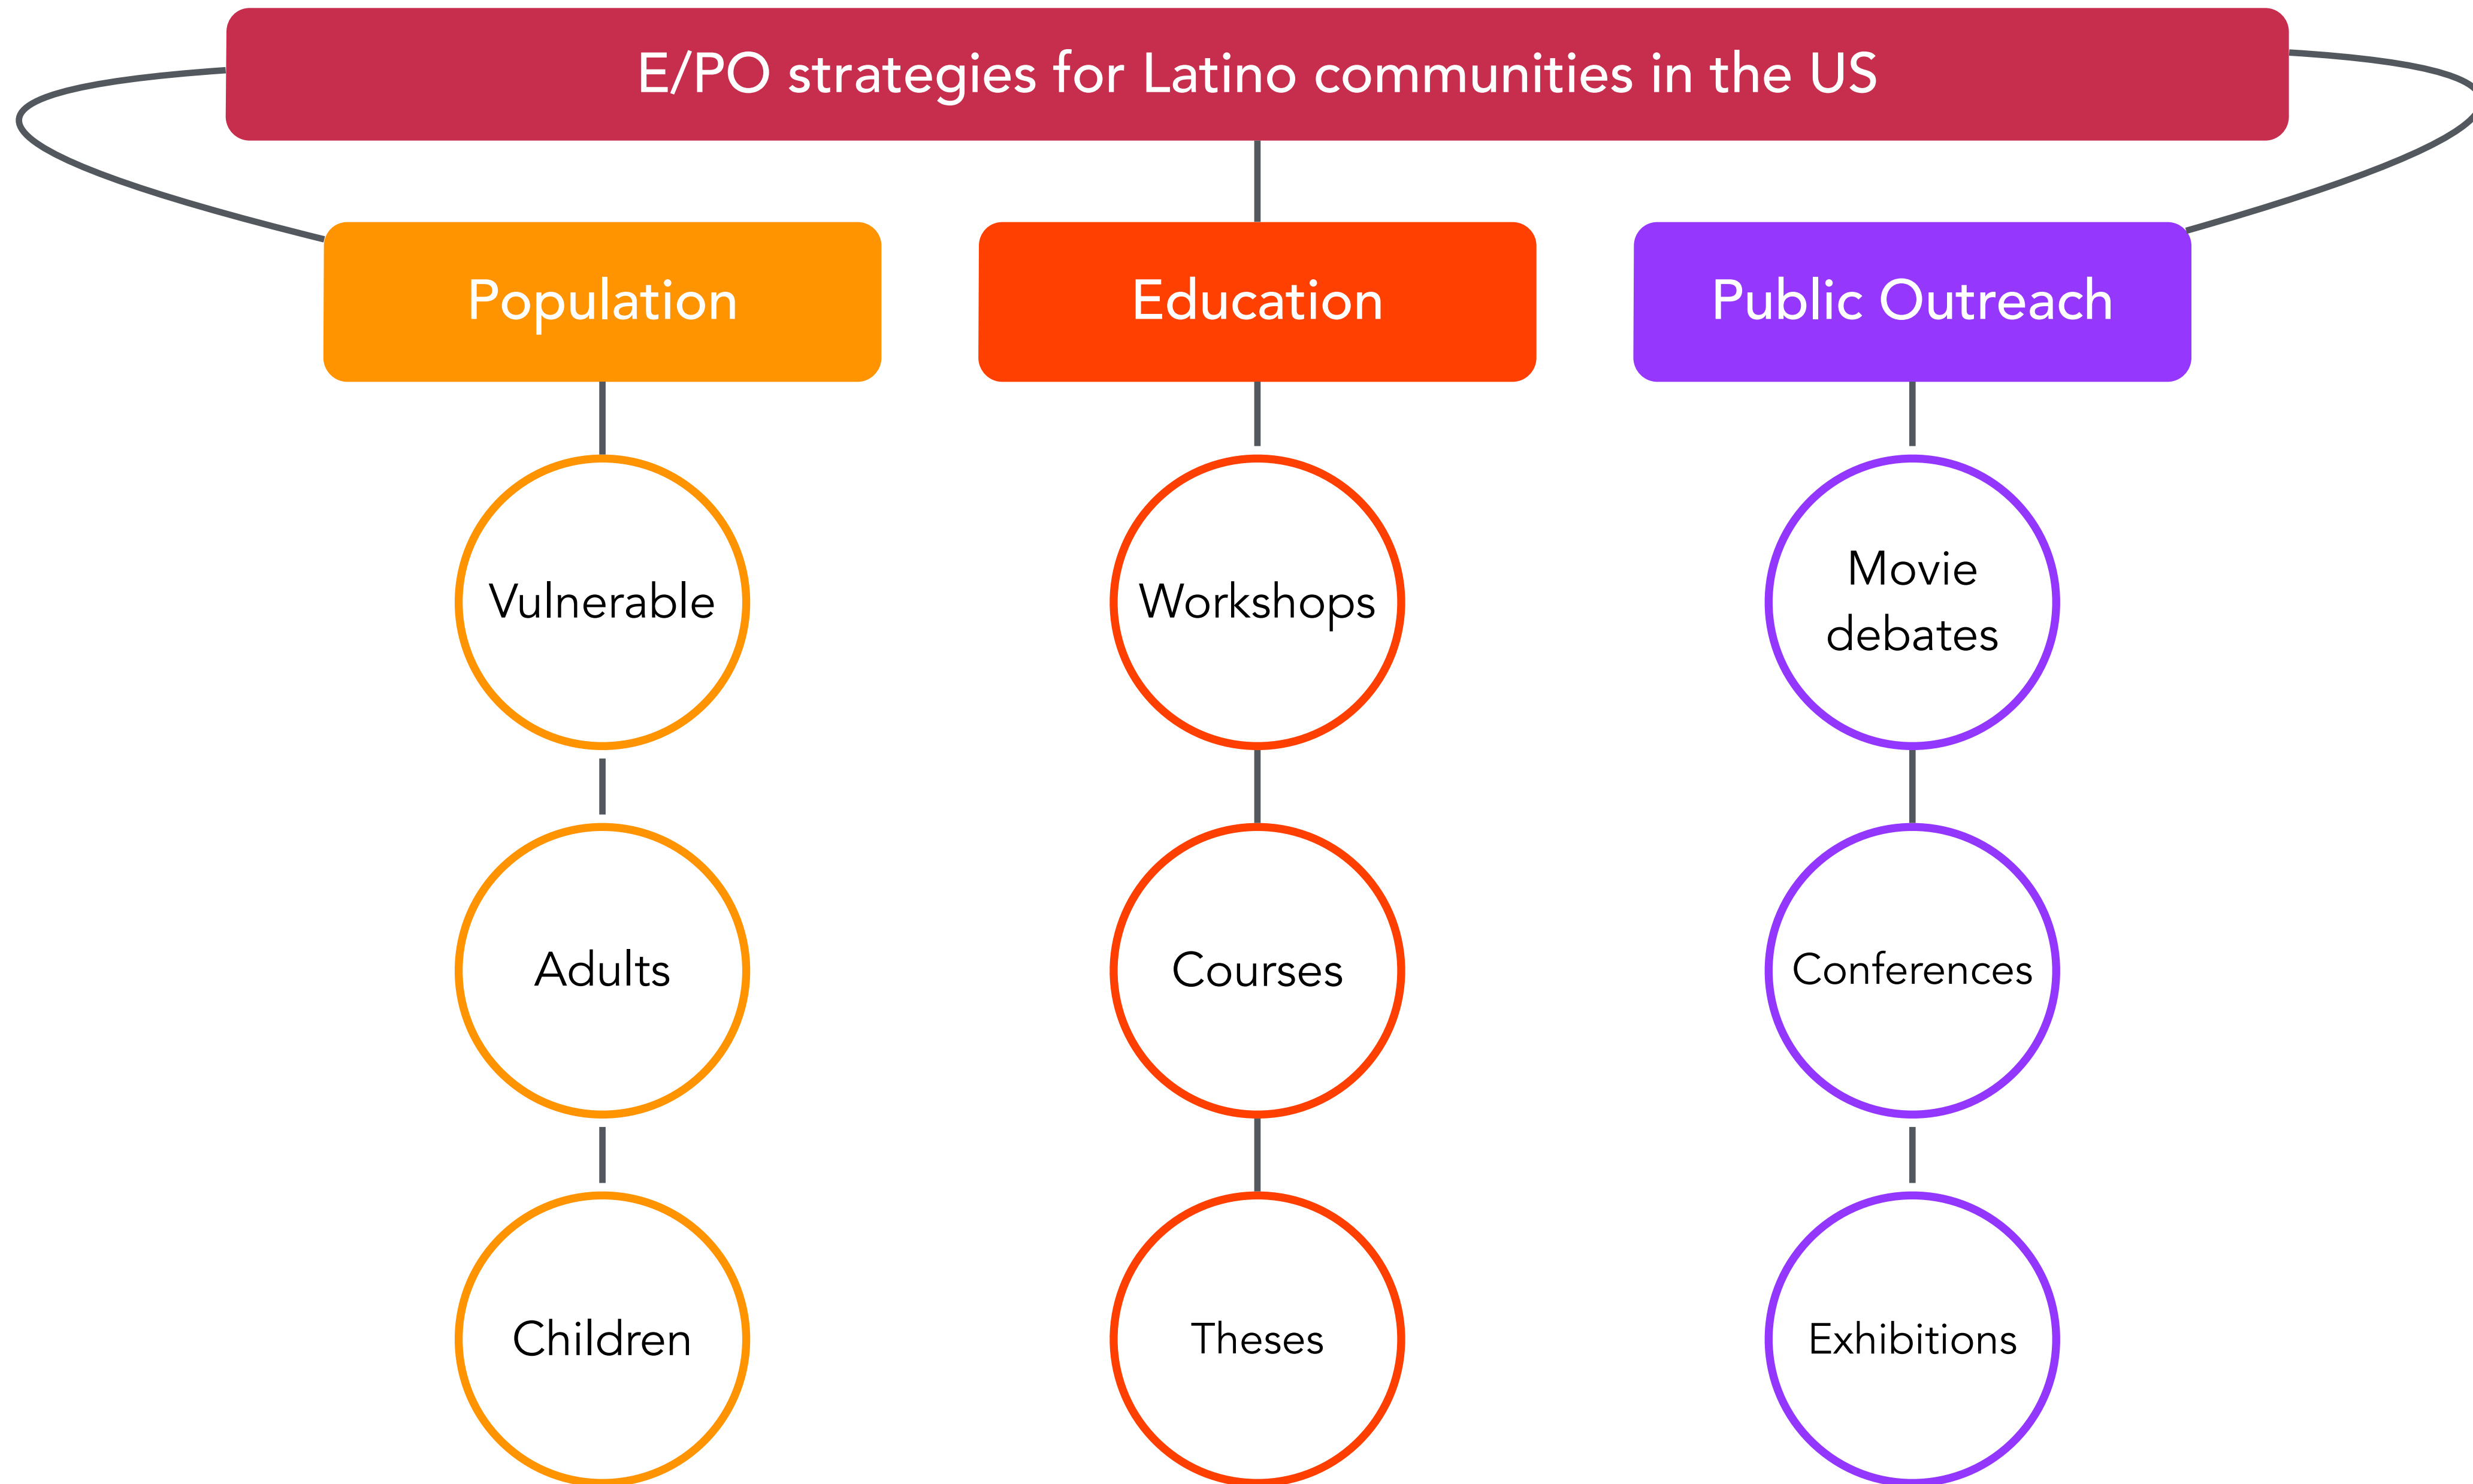 E/PO strategies for Latino communities in the US
Population
Education
Public Outreach
Vulnerable
Workshops
Movie
debates
Adults
Courses
Conferences
Children
Theses
Exhibitions